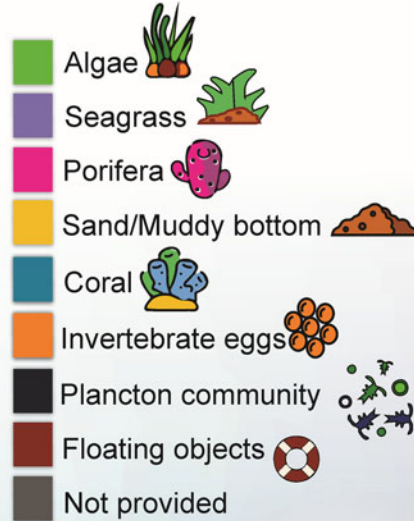 Algae
Seagrass
Porifera
Sand/Muddy bottom
Coral
Invertebrate eggs
Plancton community
Floating objects
Not provided